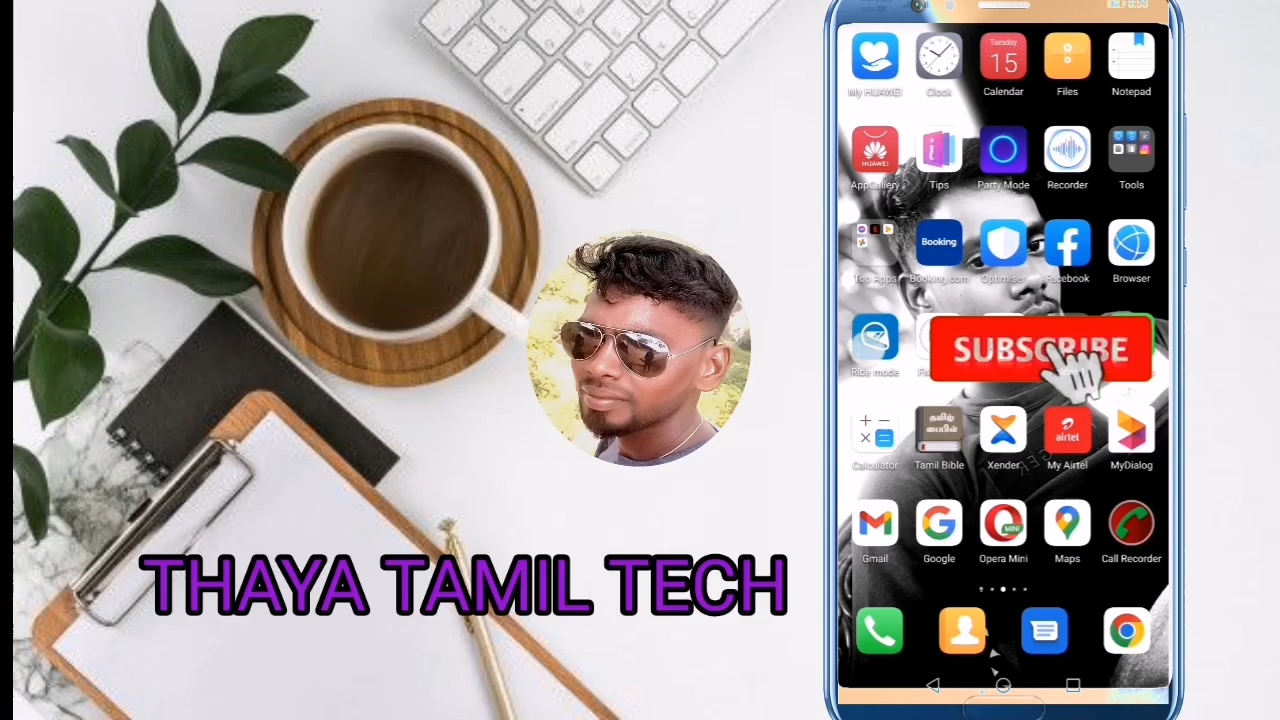 8:53
Tuesday
15
My HUAWEI Clock Calendar Files Notepad
HUAWEI
AppGallery Tips Party Mode Recorder Tools
Booking
Top Apps Booking.com Optimiser Facebook Browser
SUBSCRIBE
Ride mode
தமிழ்
பைபிள்
airtel
Calculator Tamil Bible Xender My Airtel MyDialog
MINI
Gmail Google Opera Mini Maps Call Recorder
THAYA TAMIL TECH